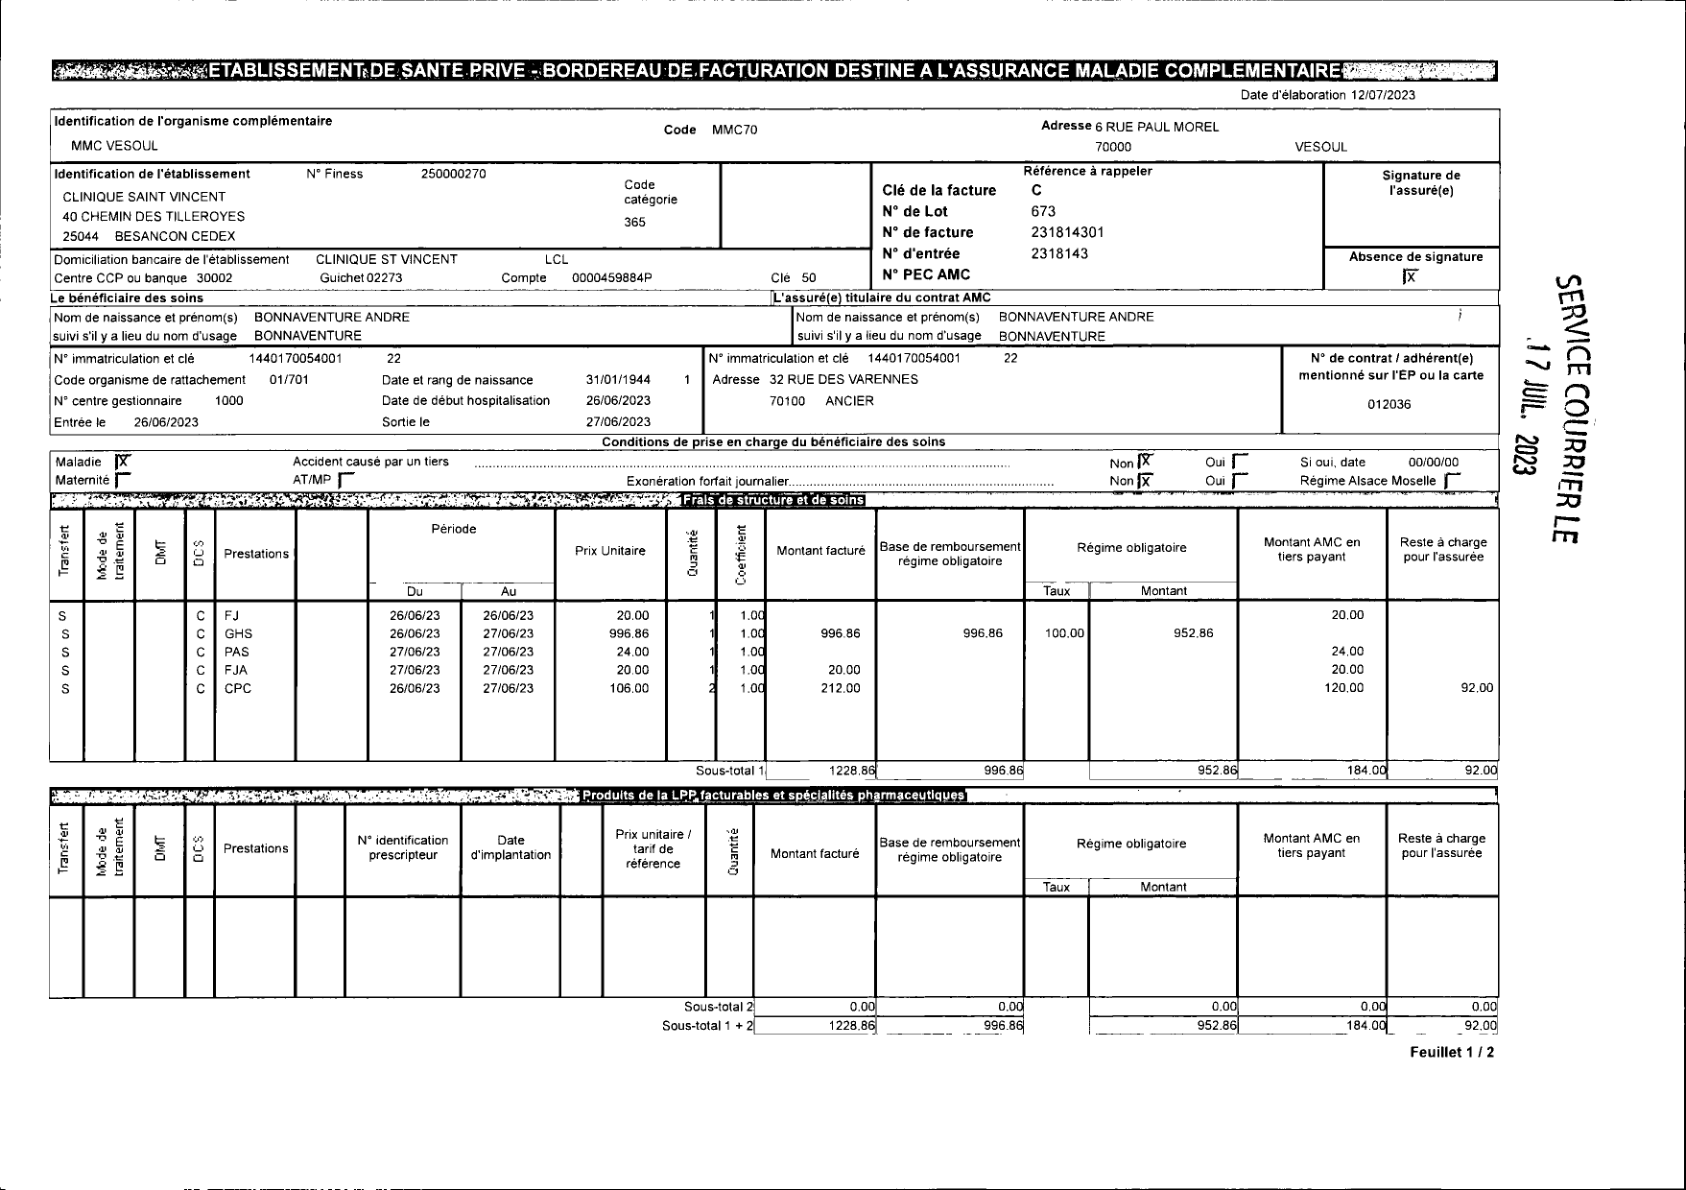 ETABLISSEMENT DE SANTE PRIVE - BORDEREAU DE FACTURATION DESTINE A L'ASSURANCE MALADIE COMPLEMENTAIRE
Date d'élaboration 12/07/2023
Identification de l'organisme complémentaire
MMC VESOUL
Code MMC70
Adresse 6 RUE PAUL MOREL
70000 VESOUL
Identification de l'établissement N° Finess 250000270
CLINIQUE SAINT VINCENT
40 CHEMIN DES TILLEROYES
25044 BESANCON CEDEX
Code
catégorie
365
Référence à rappeler
Clé de la facture C
N° de Lot 673
N° de facture 231814301
N° d'entrée 2318143
N° PEC AMC
Signature de
l'assuré(e)
Absence de signature
X
Domiciliation bancaire de l'établissement CLINIQUE ST VINCENT LCL
Centre CCP ou banque 30002 Guichet 02273 Compte 0000459884P Clé 50
Le bénéficiaire des soins
L'assuré(e) titulaire du contrat AMC
Nom de naissance et prénom(s) BONNAVENTURE ANDRE
suivi s'il y a lieu du nom d'usage BONNAVENTURE
Nom de naissance et prénom(s) BONNAVENTURE ANDRE
suivi s'il y a lieu du nom d'usage BONNAVENTURE
N° immatriculation et clé 1440170054001 22
Code organisme de rattachement 01/701 Date et rang de naissance 31/01/1944 1
N° centre gestionnaire 1000 Date de début hospitalisation 26/06/2023
Entrée le 26/06/2023 Sortie le 27/06/2023
N° immatriculation et clé 1440170054001 22
Adresse 32 RUE DES VARENNES
70100 ANCIER
N° de contrat / adhérent(e)
mentionné sur l'EP ou la carte
012036
Conditions de prise en charge du bénéficiaire des soins
Maladie X Accident causé par un tiers Non X Oui Si oui, date 00/00/00
Maternité AT/MP Exonération forfait journalier Non X Oui Régime Alsace Moselle
Frais de structure et de soins
Transfert Mode de traitement DMT DCS Prestations Période Prix Unitaire Quantité Coefficient Montant facturé Base de remboursement régime obligatoire Régime obligatoire Montant AMC en tiers payant Reste à charge pour l'assurée
Du Au Taux Montant
S C FJ 26/06/23 26/06/23 20.00 1 1.00 20.00
S C GHS 26/06/23 27/06/23 996.86 1 1.00 996.86 996.86 100.00 952.86
S C PAS 27/06/23 27/06/23 24.00 1 1.00 24.00
S C FJA 27/06/23 27/06/23 20.00 1 1.00 20.00 20.00
S C CPC 26/06/23 27/06/23 106.00 2 1.00 212.00 120.00 92.00
Sous-total 1 1228.86 996.86 952.86 184.00 92.00
Produits de la LPP facturables et spécialités pharmaceutiques
Transfert Mode de traitement DMT DCS Prestations N° identification prescripteur Date d'implantation Prix unitaire / tarif de référence Quantité Montant facturé Base de remboursement régime obligatoire Régime obligatoire Montant AMC en tiers payant Reste à charge pour l'assurée
Taux Montant
Sous-total 2 0.00 0.00 0.00 0.00 0.00
Sous-total 1 + 2 1228.86 996.86 952.86 184.00 92.00
Feuillet 1 / 2
SERVICE COURRIER LE
17 JUIL. 2023